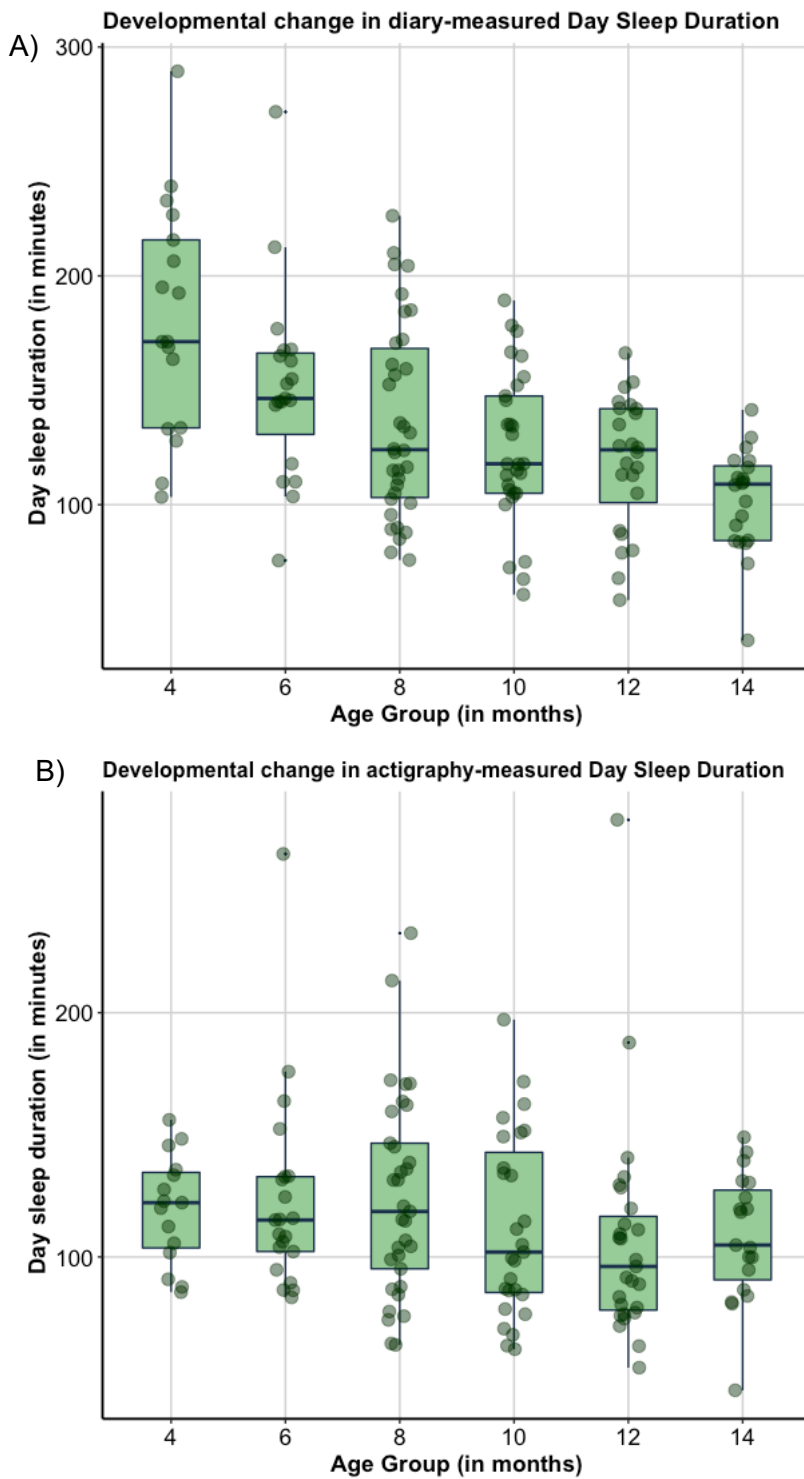 A)
Developmental change in diary-measured Day Sleep Duration
Day sleep duration (in minutes)
300
200
100
4 6 8 10 12 14
Age Group (in months)
B)
Developmental change in actigraphy-measured Day Sleep Duration
Day sleep duration (in minutes)
200
100
4 6 8 10 12 14
Age Group (in months)